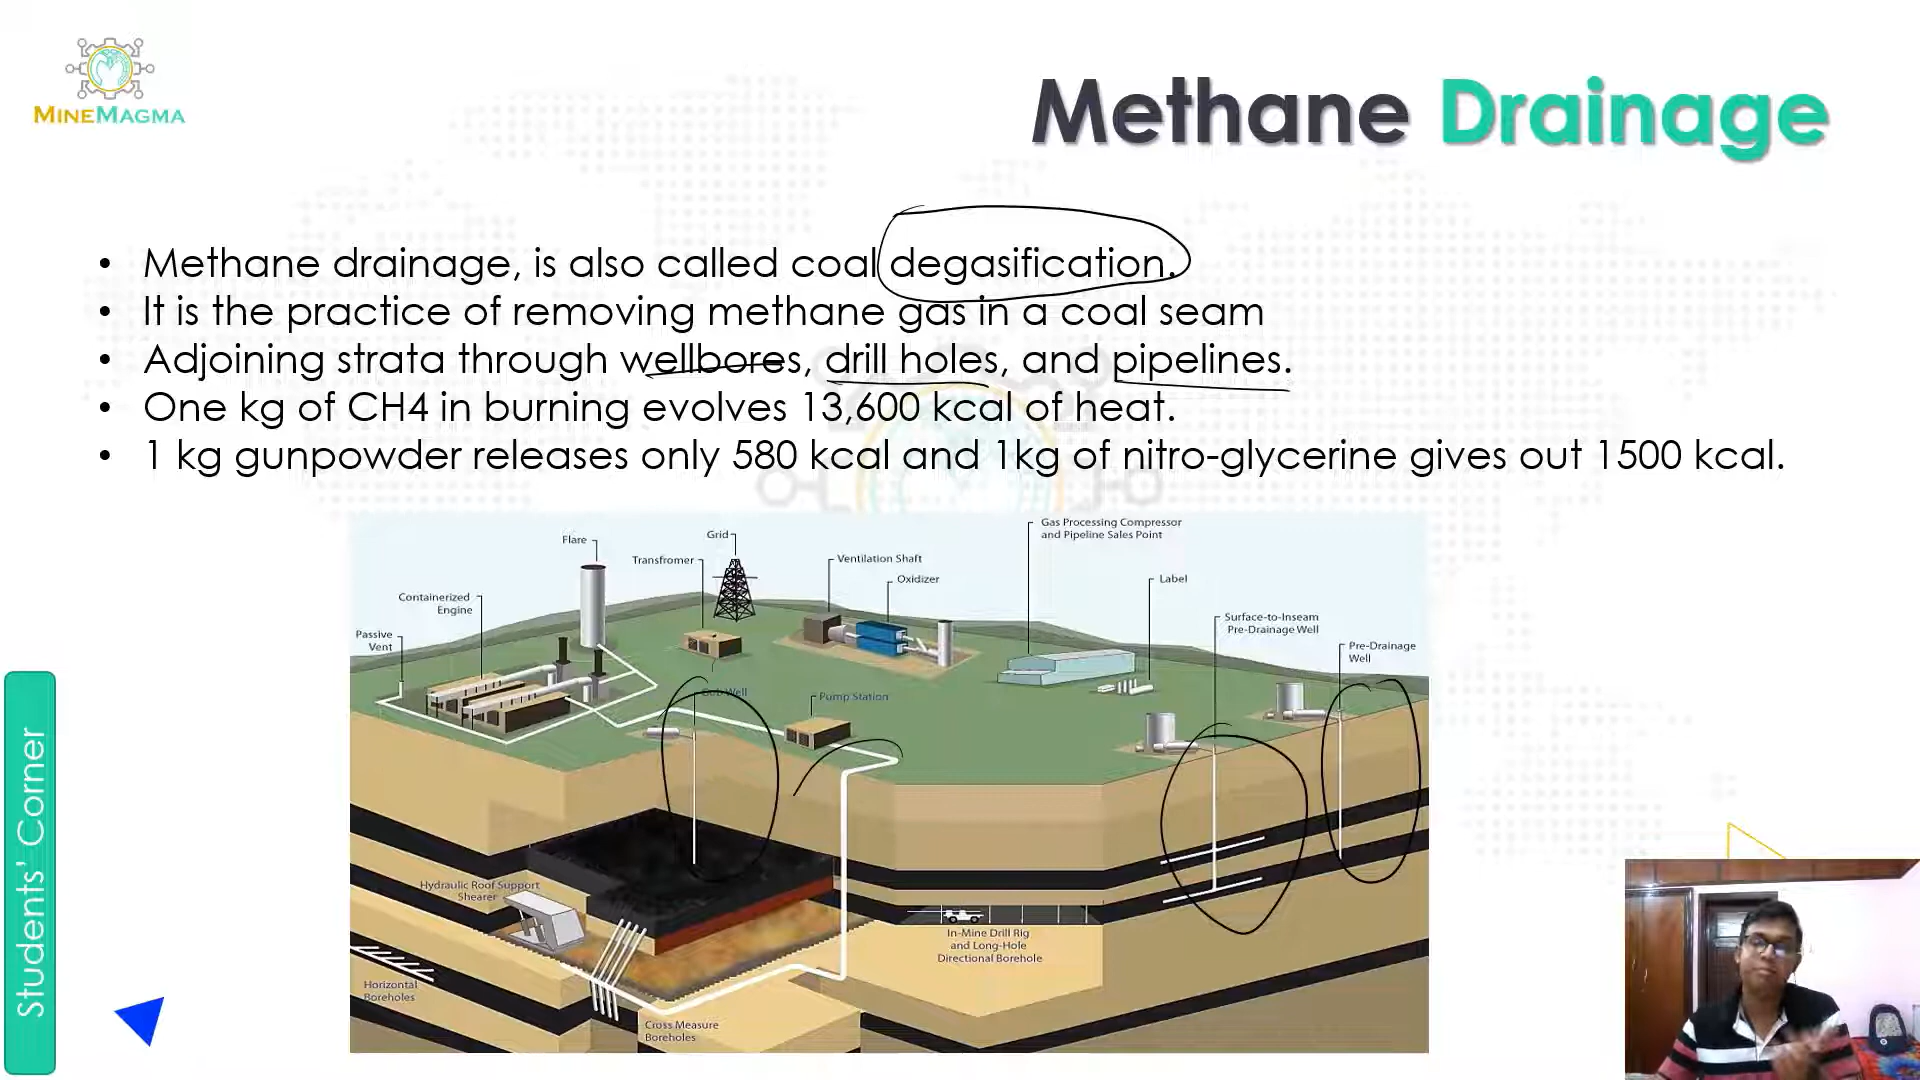 MINEMAGMA
Methane Drainage
• Methane drainage, is also called coal degasification.
• It is the practice of removing methane gas in a coal seam
• Adjoining strata through wellbores, drill holes, and pipelines.
• One kg of CH4 in burning evolves 13,600 kcal of heat.
• 1 kg gunpowder releases only 580 kcal and 1kg of nitro-glycerine gives out 1500 kcal.
Gas Processing Compressor
and Pipeline Sales Point
Flare
Grid
Transfromer
Ventilation Shaft
Oxidizer
Label
Containerized
Engine
Surface-to-Inseam
Pre-Drainage Well
Passive
Vent
Pre-Drainage
Well
Gob Well
Pump Station
Hydraulic Roof Support
Shearer
In-Mine Drill Rig
and Long-Hole
Directional Borehole
Horizontal
Boreholes
Cross Measure
Boreholes
Students' Corner